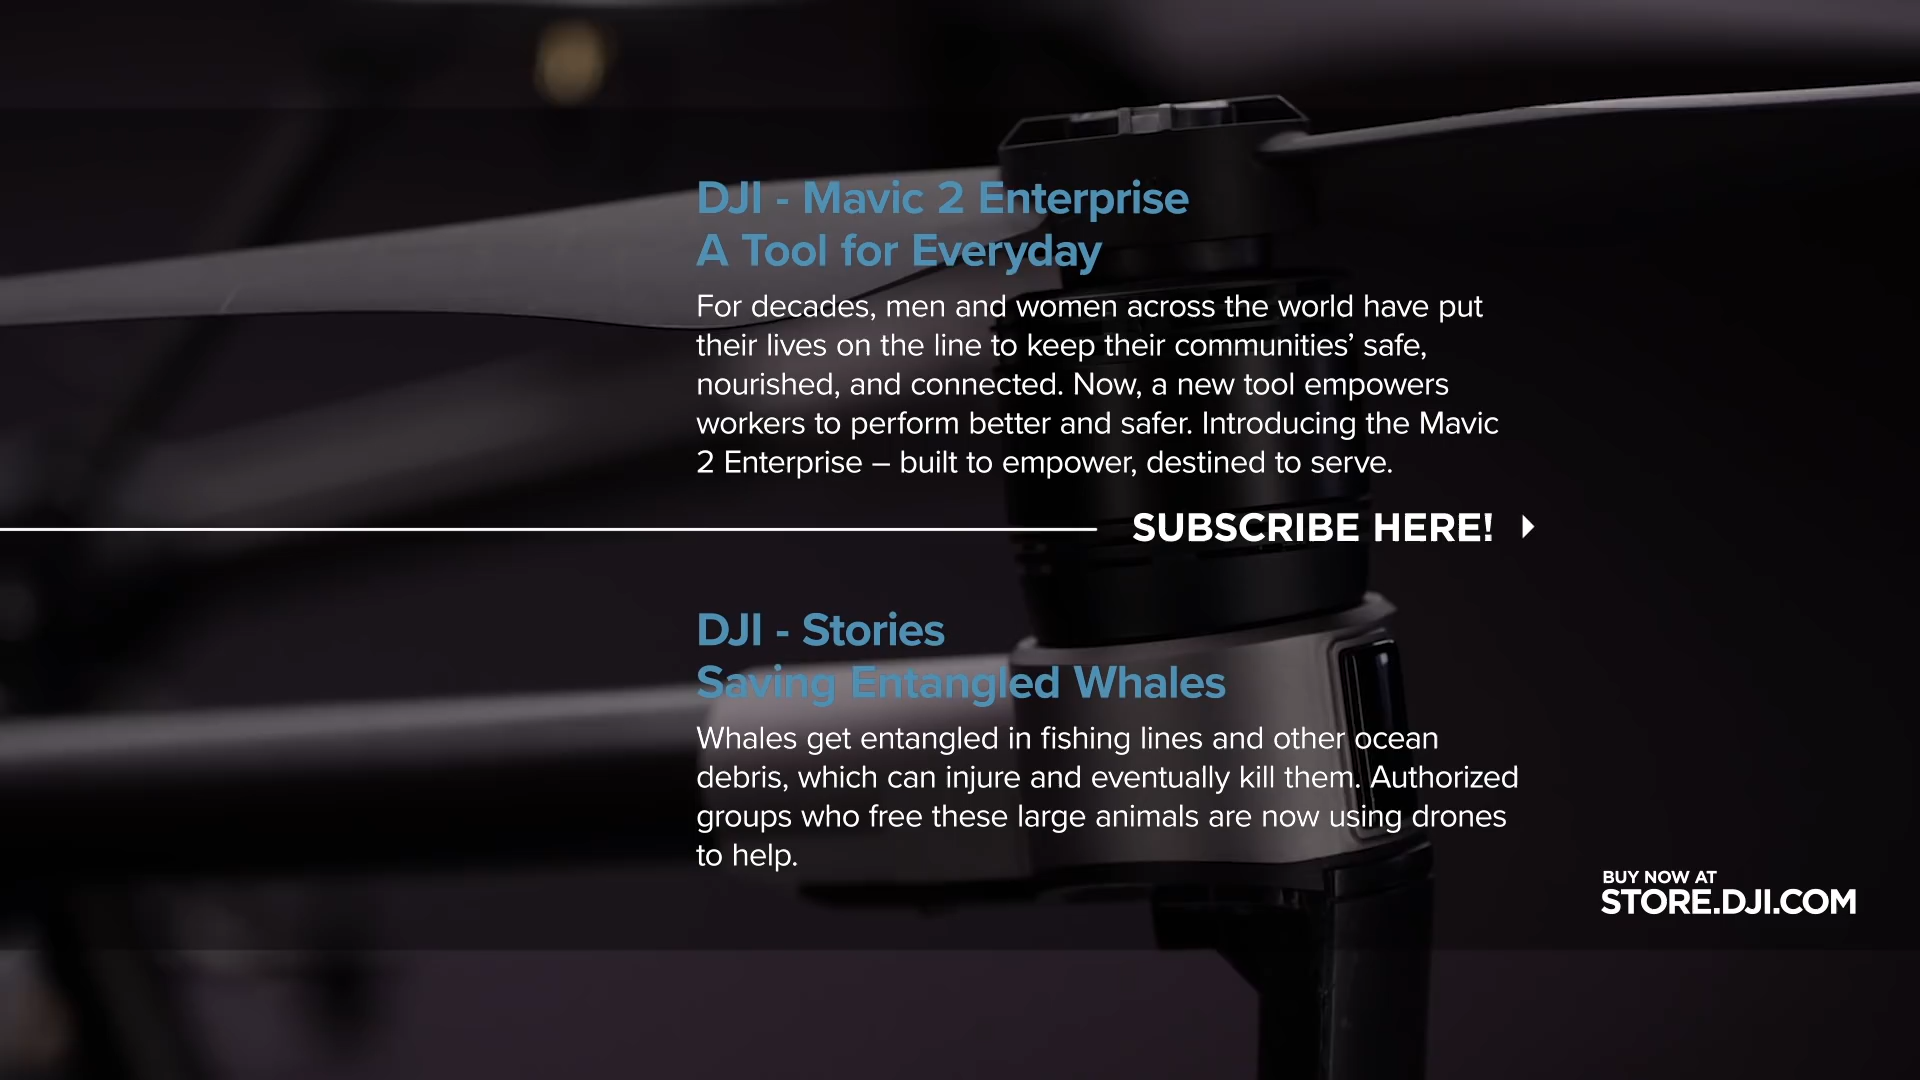 DJI - Mavic 2 Enterprise
A Tool for Everyday
For decades, men and women across the world have put
their lives on the line to keep their communities’ safe,
nourished, and connected. Now, a new tool empowers
workers to perform better and safer. Introducing the Mavic
2 Enterprise – built to empower, destined to serve.
SUBSCRIBE HERE!
DJI - Stories
Saving Entangled Whales
Whales get entangled in fishing lines and other ocean
debris, which can injure and eventually kill them. Authorized
groups who free these large animals are now using drones
to help.
BUY NOW AT
STORE.DJI.COM